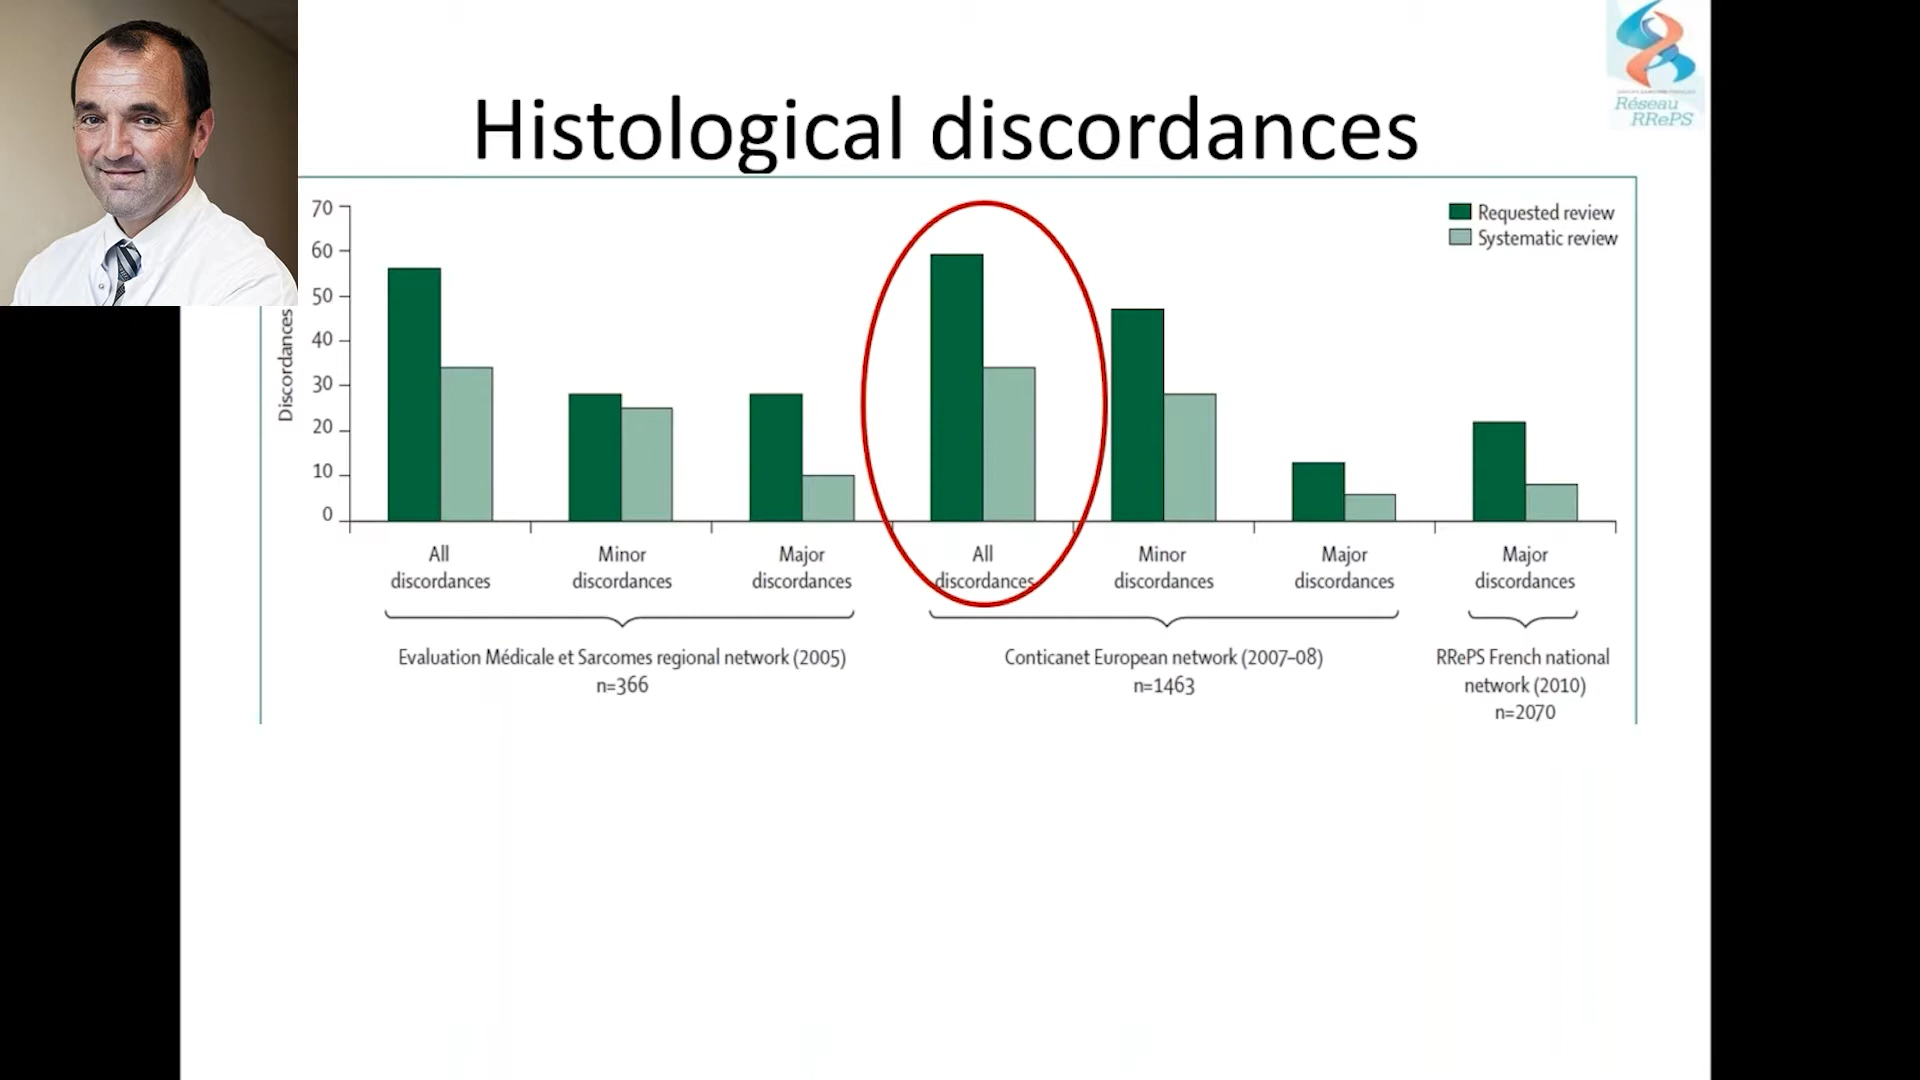 Réseau
RRePS
Histological discordances
Requested review
Systematic review
Discordances
70
60
50
40
30
20
10
0
All
discordances
Minor
discordances
Major
discordances
All
discordances
Minor
discordances
Major
discordances
Major
discordances
Evaluation Médicale et Sarcomes regional network (2005)
n=366
Conticanet European network (2007–08)
n=1463
RRePS French national
network (2010)
n=2070